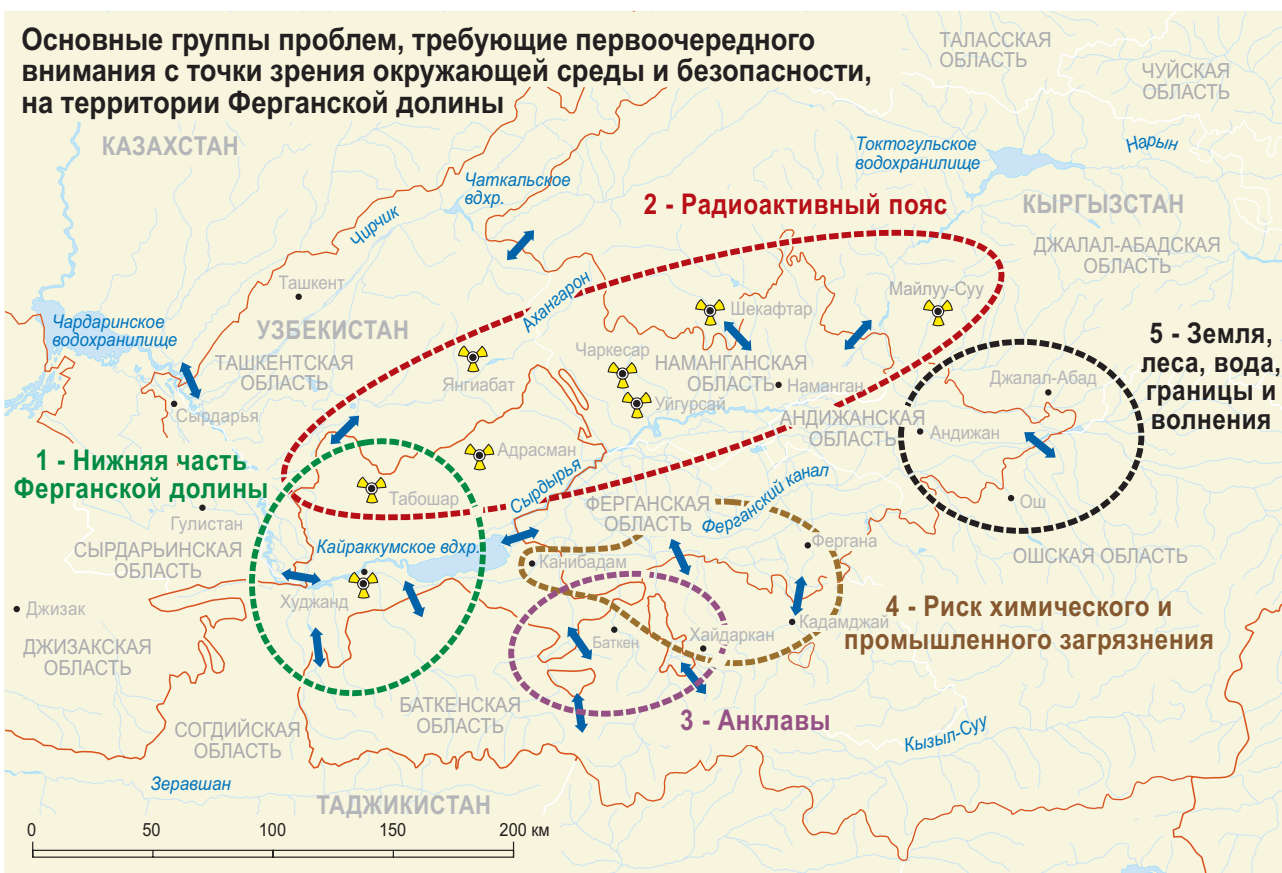 Основные группы проблем, требующие первоочередного
внимания с точки зрения окружающей среды и безопасности,
на территории Ферганской долины
ТАЛАССКАЯ
ОБЛАСТЬ
ЧУЙСКАЯ
ОБЛАСТЬ
КАЗАХСТАН
Токтогульское
водохранилище
Нарын
Чаткальское
вдхр.
Чирчик
2 - Радиоактивный пояс
КЫРГЫЗСТАН
ДЖАЛАЛ-АБАДСКАЯ
ОБЛАСТЬ
Ташкент
Ахангарон
Майлуу-Суу
Шекафтар
Чардаринское
водохранилище
УЗБЕКИСТАН
ТАШКЕНТСКАЯ
ОБЛАСТЬ
Янгиабат
Чаркесар
НАМАНГАНСКАЯ
ОБЛАСТЬ
Наманган
Уйгурсай
5 - Земля,
леса, вода,
границы и
волнения
Джалал-Абад
Сырдарья
АНДИЖАНСКАЯ
ОБЛАСТЬ
Андижан
1 - Нижняя часть
Ферганской долины
Адрасман
Табошар
Сырдырья
Ош
Гулистан
ФЕРГАНСКАЯ
ОБЛАСТЬ
Ферганский канал
СЫРДАРЬИНСКАЯ
ОБЛАСТЬ
Кайраккумское вдхр.
Канибадам
Фергана
ОШСКАЯ ОБЛАСТЬ
Худжанд
Джизак
Баткен
Хайдаркан
Кадамджай
4 - Риск химического и
промышленного загрязнения
ДЖИЗАКСКАЯ
ОБЛАСТЬ
БАТКЕНСКАЯ
ОБЛАСТЬ
3 - Анклавы
СОГДИЙСКАЯ
ОБЛАСТЬ
Кызыл-Суу
Зеравшан
ТАДЖИКИСТАН
0 50 100 150 200 км